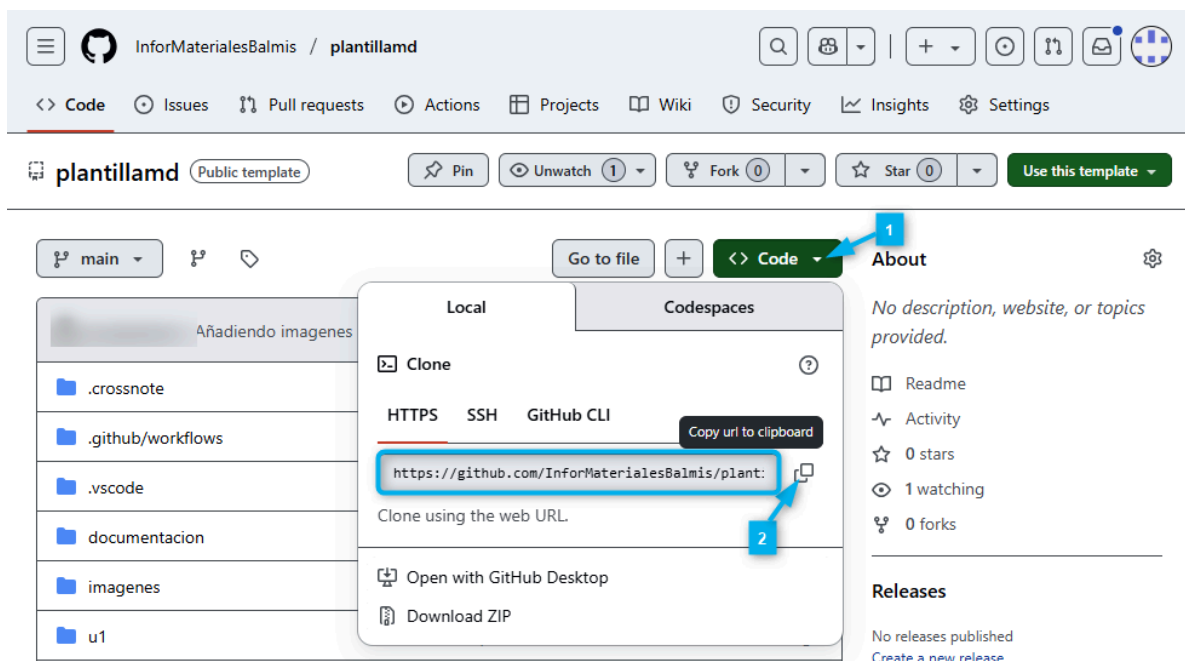 InforMaterialesBalmis / plantillamd
Code Issues Pull requests Actions Projects Wiki Security Insights Settings
plantillamd Public template Pin Unwatch 1 Fork 0 Star 0 Use this template
1
main Go to file + Code About
Local Codespaces
No description, website, or topics
provided.
Añadiendo imagenes
Clone
Readme
.crossnote
HTTPS SSH GitHub CLI
Copy url to clipboard
Activity
.github/workflows
0 stars
https://github.com/InforMaterialesBalmis/plant
.vscode
1 watching
Clone using the web URL.
2
0 forks
documentacion
Open with GitHub Desktop
imagenes
Releases
Download ZIP
u1
No releases published
Create a new release